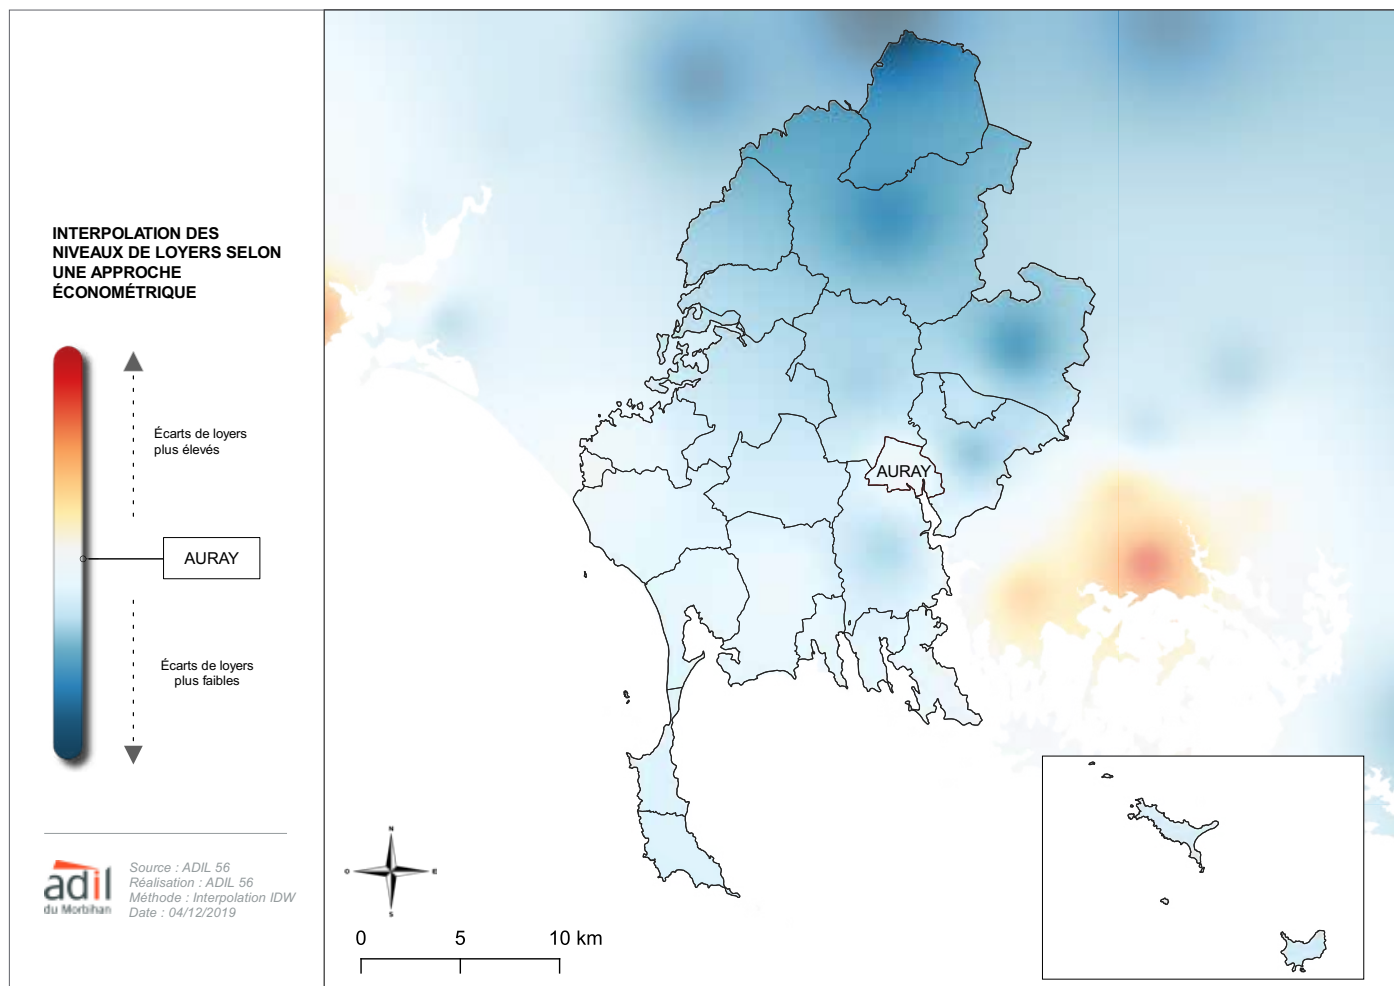 INTERPOLATION DES
NIVEAUX DE LOYERS SELON
UNE APPROCHE
ÉCONOMÉTRIQUE
Écarts de loyers
plus élevés
AURAY
Écarts de loyers
plus faibles
adil
du Morbihan
Source : ADIL 56
Réalisation : ADIL 56
Méthode : Interpolation IDW
Date : 04/12/2019
AURAY
N
O
E
S
0 5 10 km